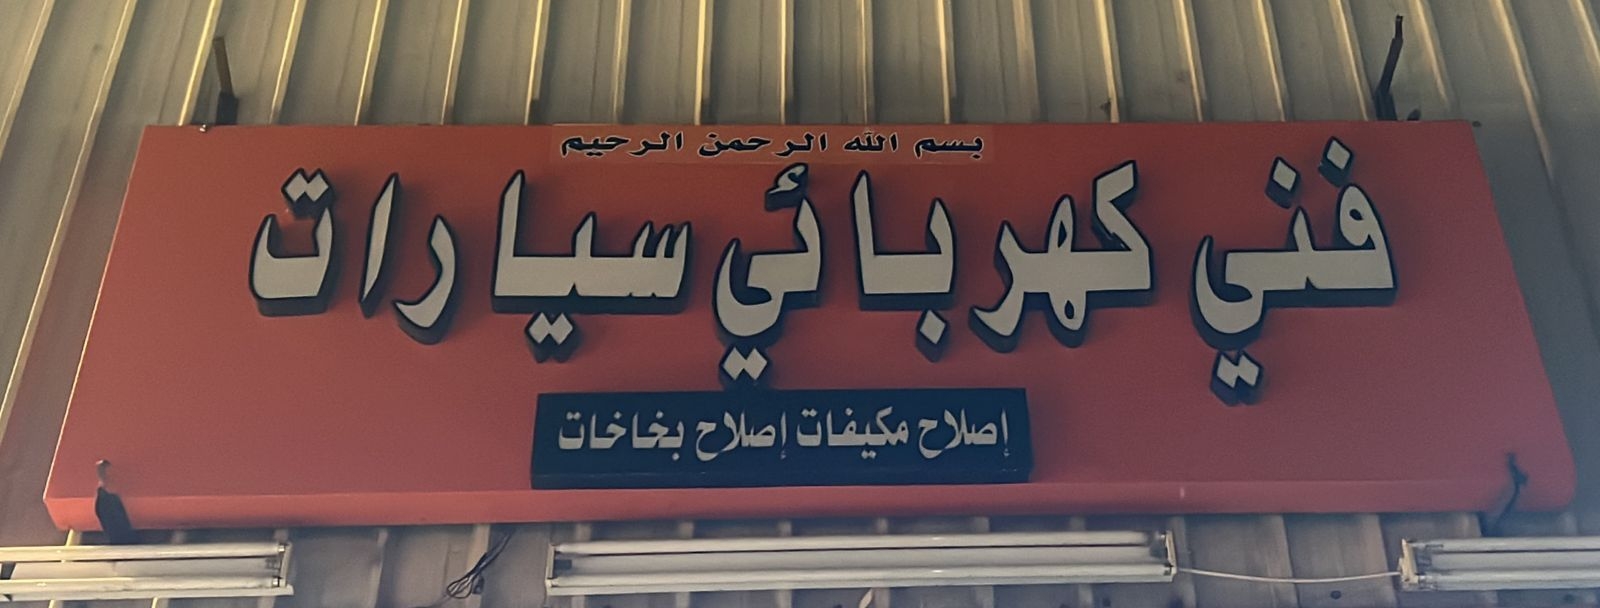 بسم الله الرحمن الرحيم
فني كهربائي سيارات
إصلاح مكيفات إصلاح بخاخات